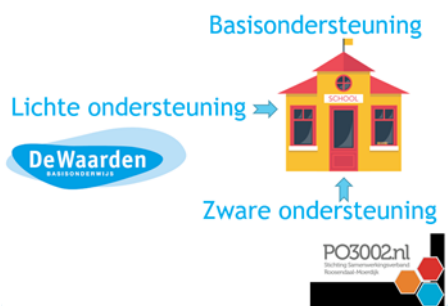 Basisondersteuning
SCHOOL
Lichte ondersteuning
DeWaarden
BASISONDERWIJS
Zware ondersteuning
PO3002.nl
Stichting Samenwerkingsverband
Roosendaal-Moerdijk